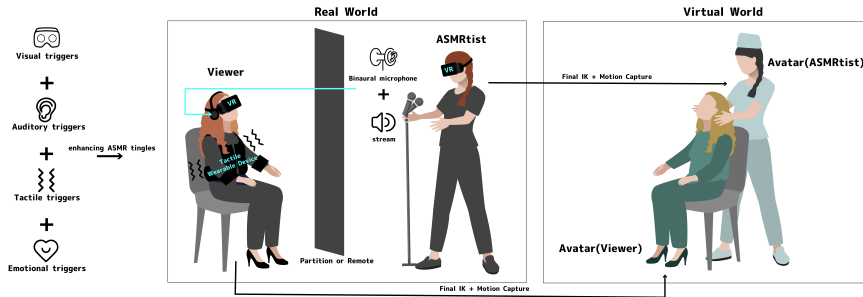 Real World
Virtual World
Visual triggers
+
Auditory triggers
+
Tactile triggers
+
Emotional triggers
enhancing ASMR tingles
Viewer
VR
Tactile
Wearable Device
Partition or Remote
Binaural microphone
+
stream
ASMRtist
VR
Final IK + Motion Capture
Avatar(ASMRtist)
Avatar(Viewer)
Final IK + Motion Capture